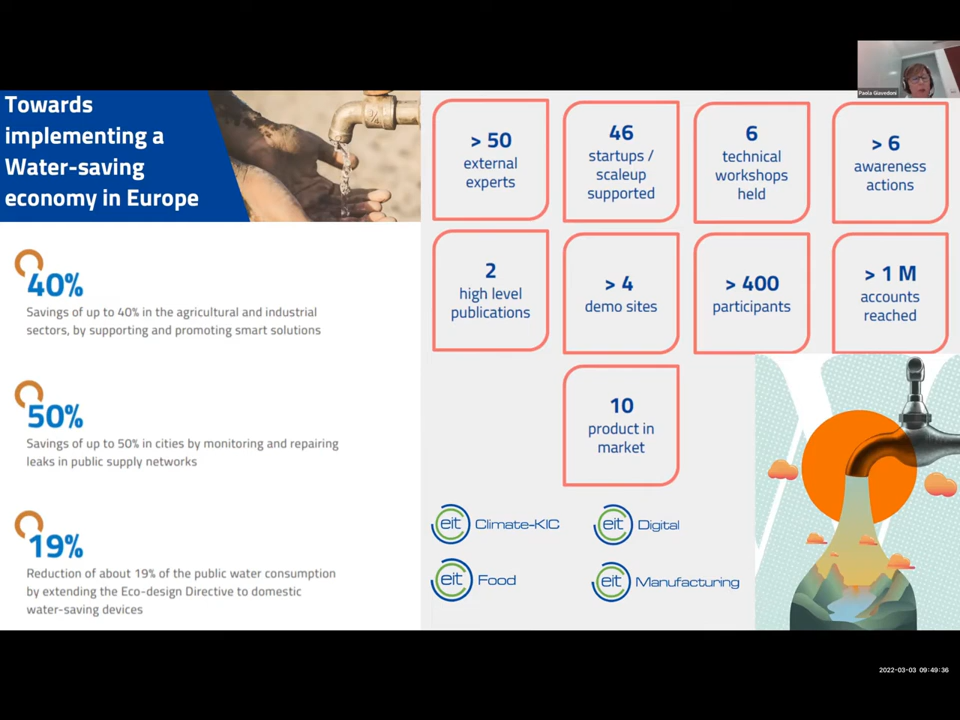 Paola Giavedoni
Towards
implementing a
Water-saving
economy in Europe
40%
Savings of up to 40% in the agricultural and industrial
sectors, by supporting and promoting smart solutions
50%
Savings of up to 50% in cities by monitoring and repairing
leaks in public supply networks
19%
Reduction of about 19% of the public water consumption
by extending the Eco-design Directive to domestic
water-saving devices
> 50
external
experts
46
startups /
scaleup
supported
6
technical
workshops
held
> 6
awareness
actions
2
high level
publications
> 4
demo sites
> 400
participants
> 1 M
accounts
reached
10
product in
market
eit Climate-KIC
eit Digital
eit Food
eit Manufacturing
2022-03-03 09:49:36